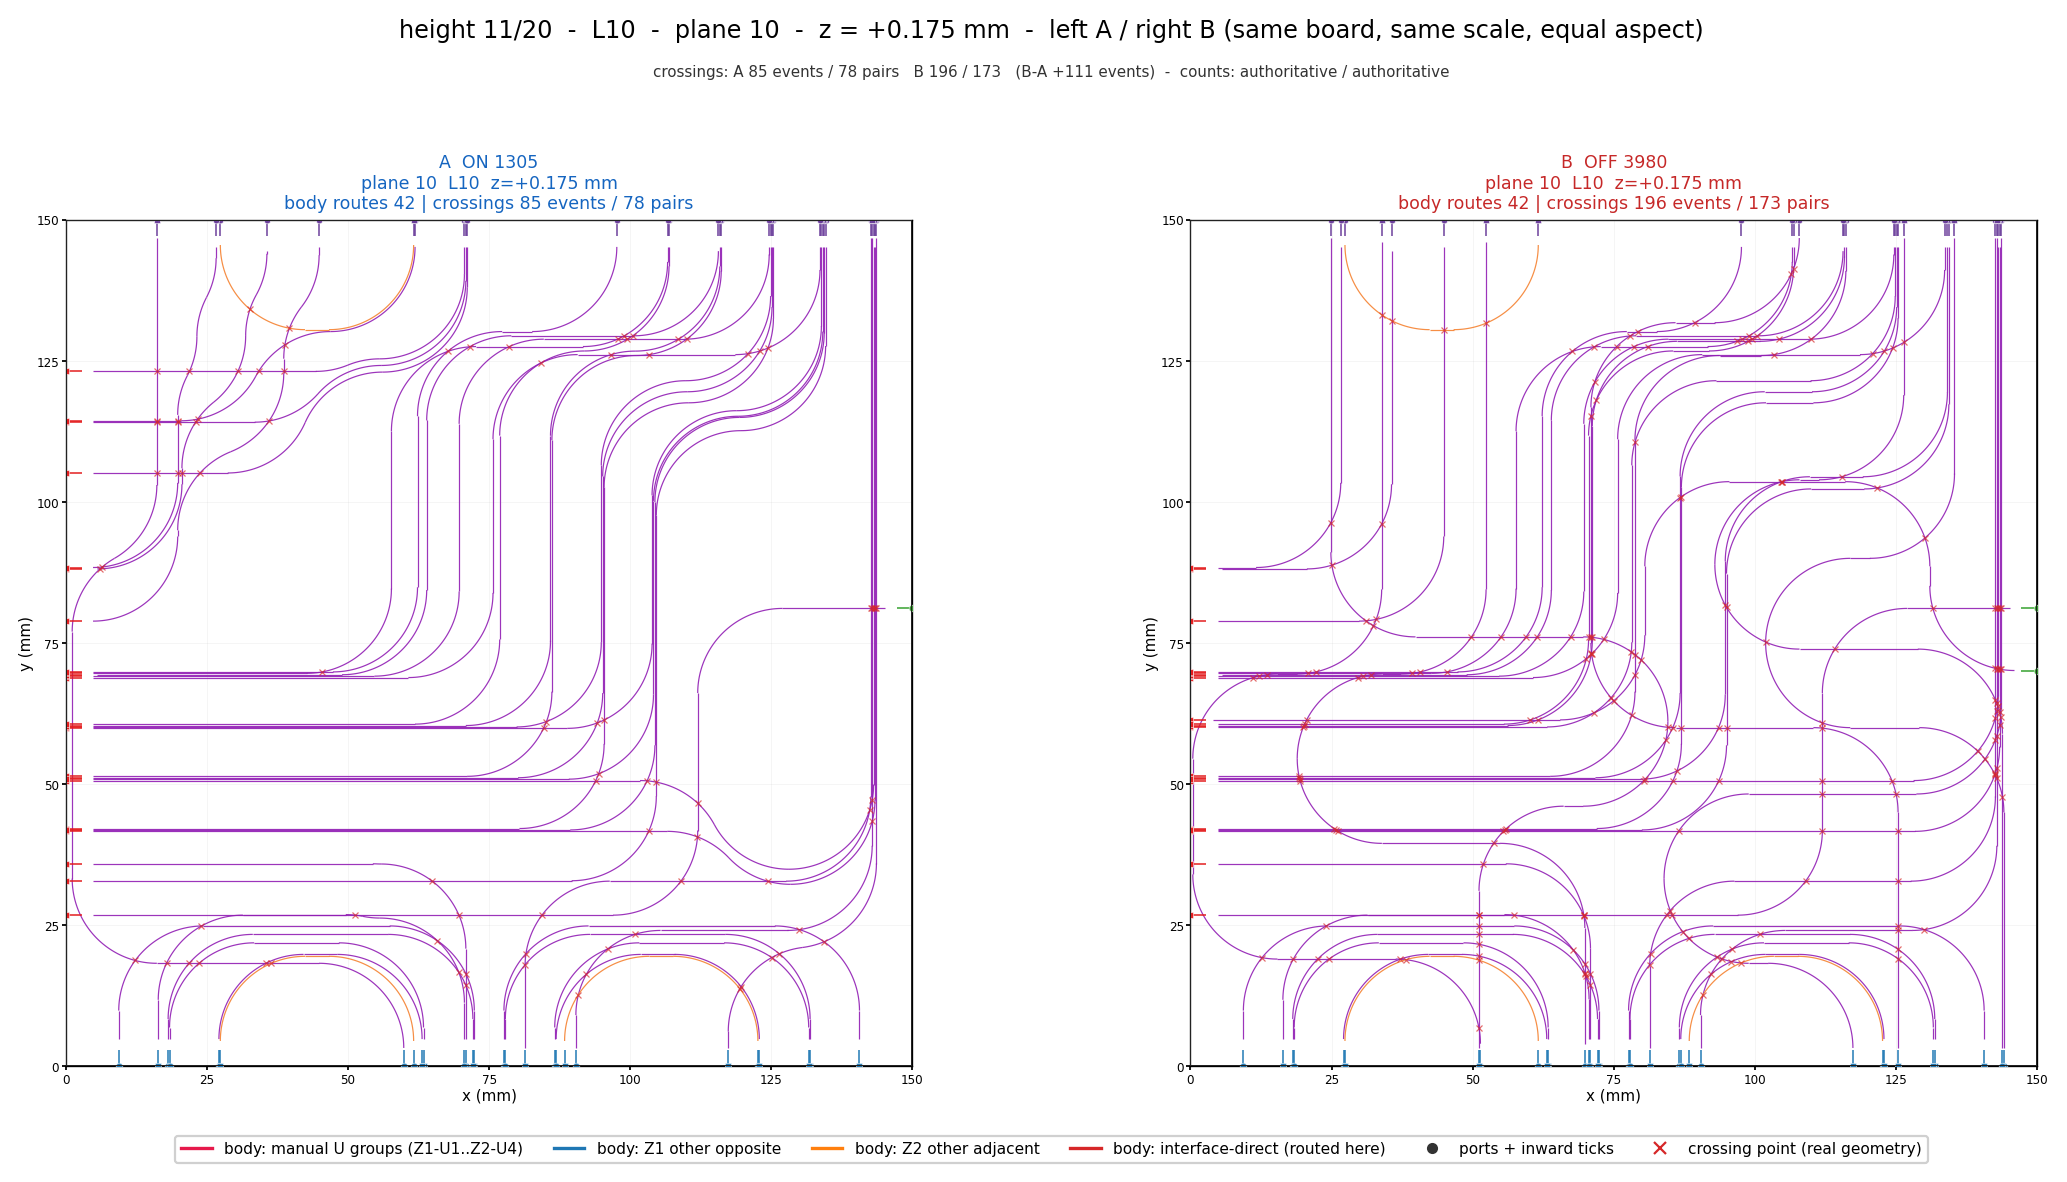 height 11/20  -  L10  -  plane 10  -  z = +0.175 mm  -  left A / right B (same board, same scale, equal aspect)
crossings: A 85 events / 78 pairs   B 196 / 173   (B-A +111 events)  -  counts: authoritative / authoritative
A  ON 1305
plane 10  L10  z=+0.175 mm
body routes 42 | crossings 85 events / 78 pairs
150
125
100
75
50
25
0
y (mm)
0 25 50 75 100 125 150
x (mm)
B  OFF 3980
plane 10  L10  z=+0.175 mm
body routes 42 | crossings 196 events / 173 pairs
150
125
100
75
50
25
0
y (mm)
0 25 50 75 100 125 150
x (mm)
body: manual U groups (Z1-U1..Z2-U4) body: Z1 other opposite body: Z2 other adjacent body: interface-direct (routed here) ports + inward ticks crossing point (real geometry)